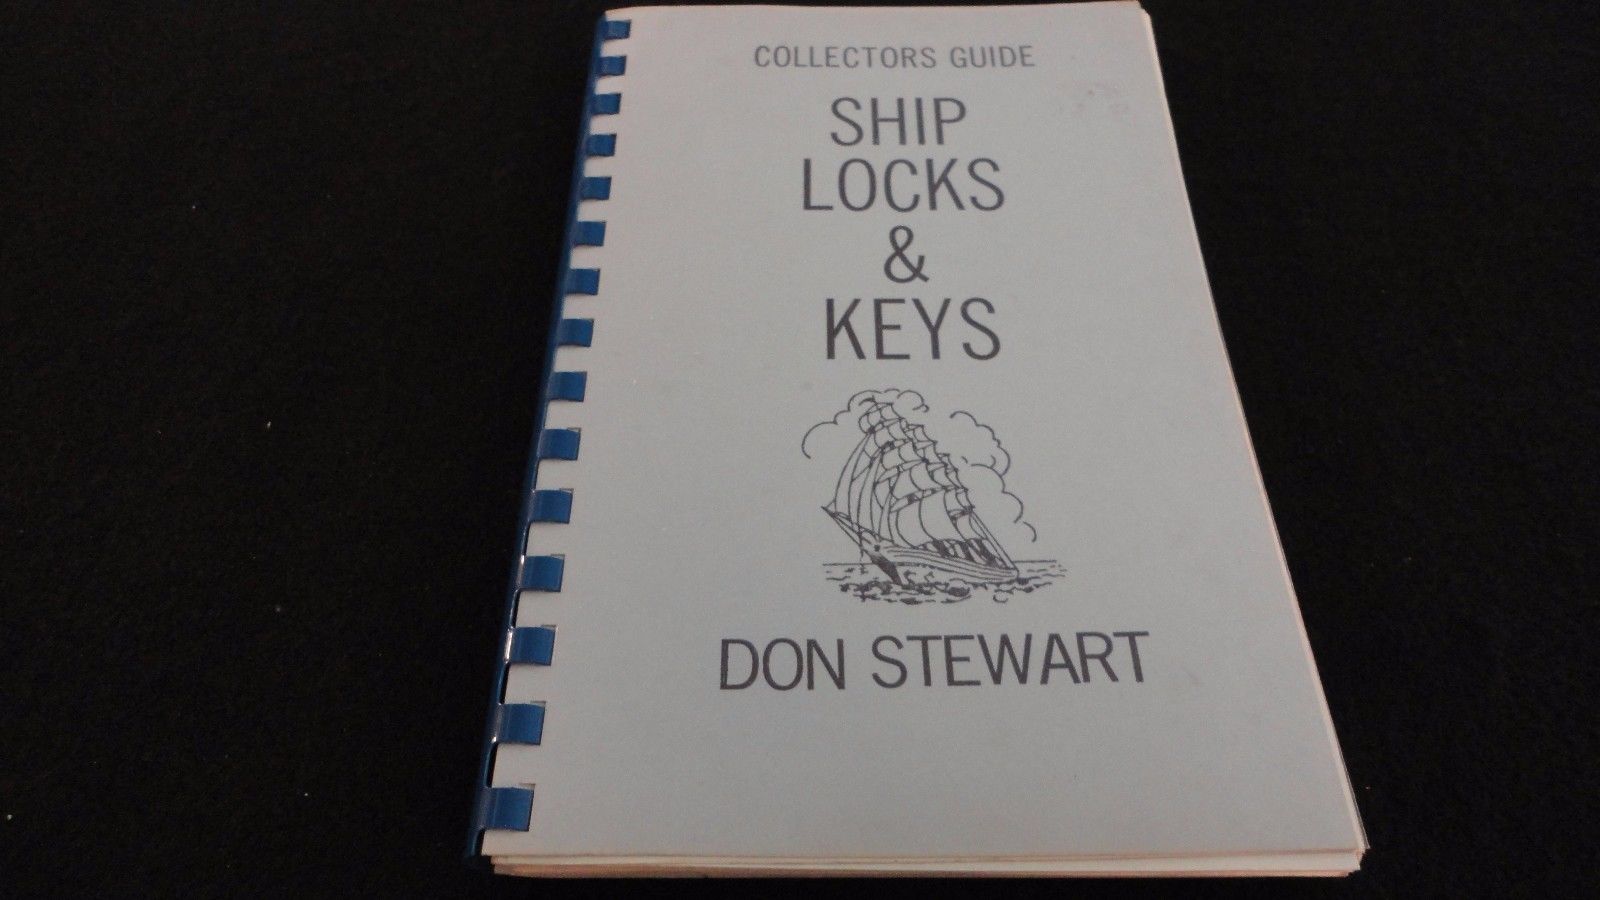 COLLECTORS GUIDE
SHIP
LOCKS
&
KEYS
DON STEWART